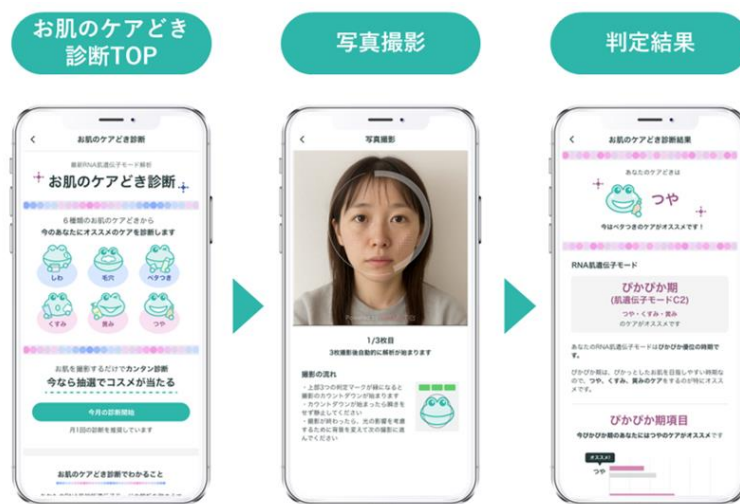 お肌のケアどき
診断TOP
お肌のケアどき診断
最新RNA肌遺伝子モード解析
お肌のケアどき診断
6種類のお肌のケアどきから
今のあなたにオススメのケアを診断します
しわ
毛穴
ベタつき
くすみ
黄み
つや
お肌を撮影するだけでカンタン診断
今なら抽選でコスメが当たる
今月の診断開始
月1回の診断を推奨しています
お肌のケアどき診断でわかること
写真撮影
写真撮影
1/3枚目
3枚撮影後自動的に解析が始まります
撮影の流れ
・上部3つの判定マークが緑になると
撮影のカウントダウンが始まります
・カウントダウンが始まったら瞬きを
せず静止してください
・撮影が終わったら、光の影響を考慮
するために背景を変えて次の撮影に進
んでください
判定結果
お肌のケアどき診断結果
あなたのケアどきは
つや
今はベタつきのケアがオススメです！
RNA肌遺伝子モード
ぴかぴか期
(肌遺伝子モードC2)
つや・くすみ・黄み
のケアがオススメです
あなたのRNA肌遺伝子モードはぴかぴか優位の時期で
す。
ぴかぴか期は、ぴかっとしたお肌を目指しやすい時期な
ので、つや、くすみ、黄みのケアをするのが特にオスス
メです。
ぴかぴか期項目
今ぴかぴか期のあなたにはつやのケアがオススメです
オススメ!
つや